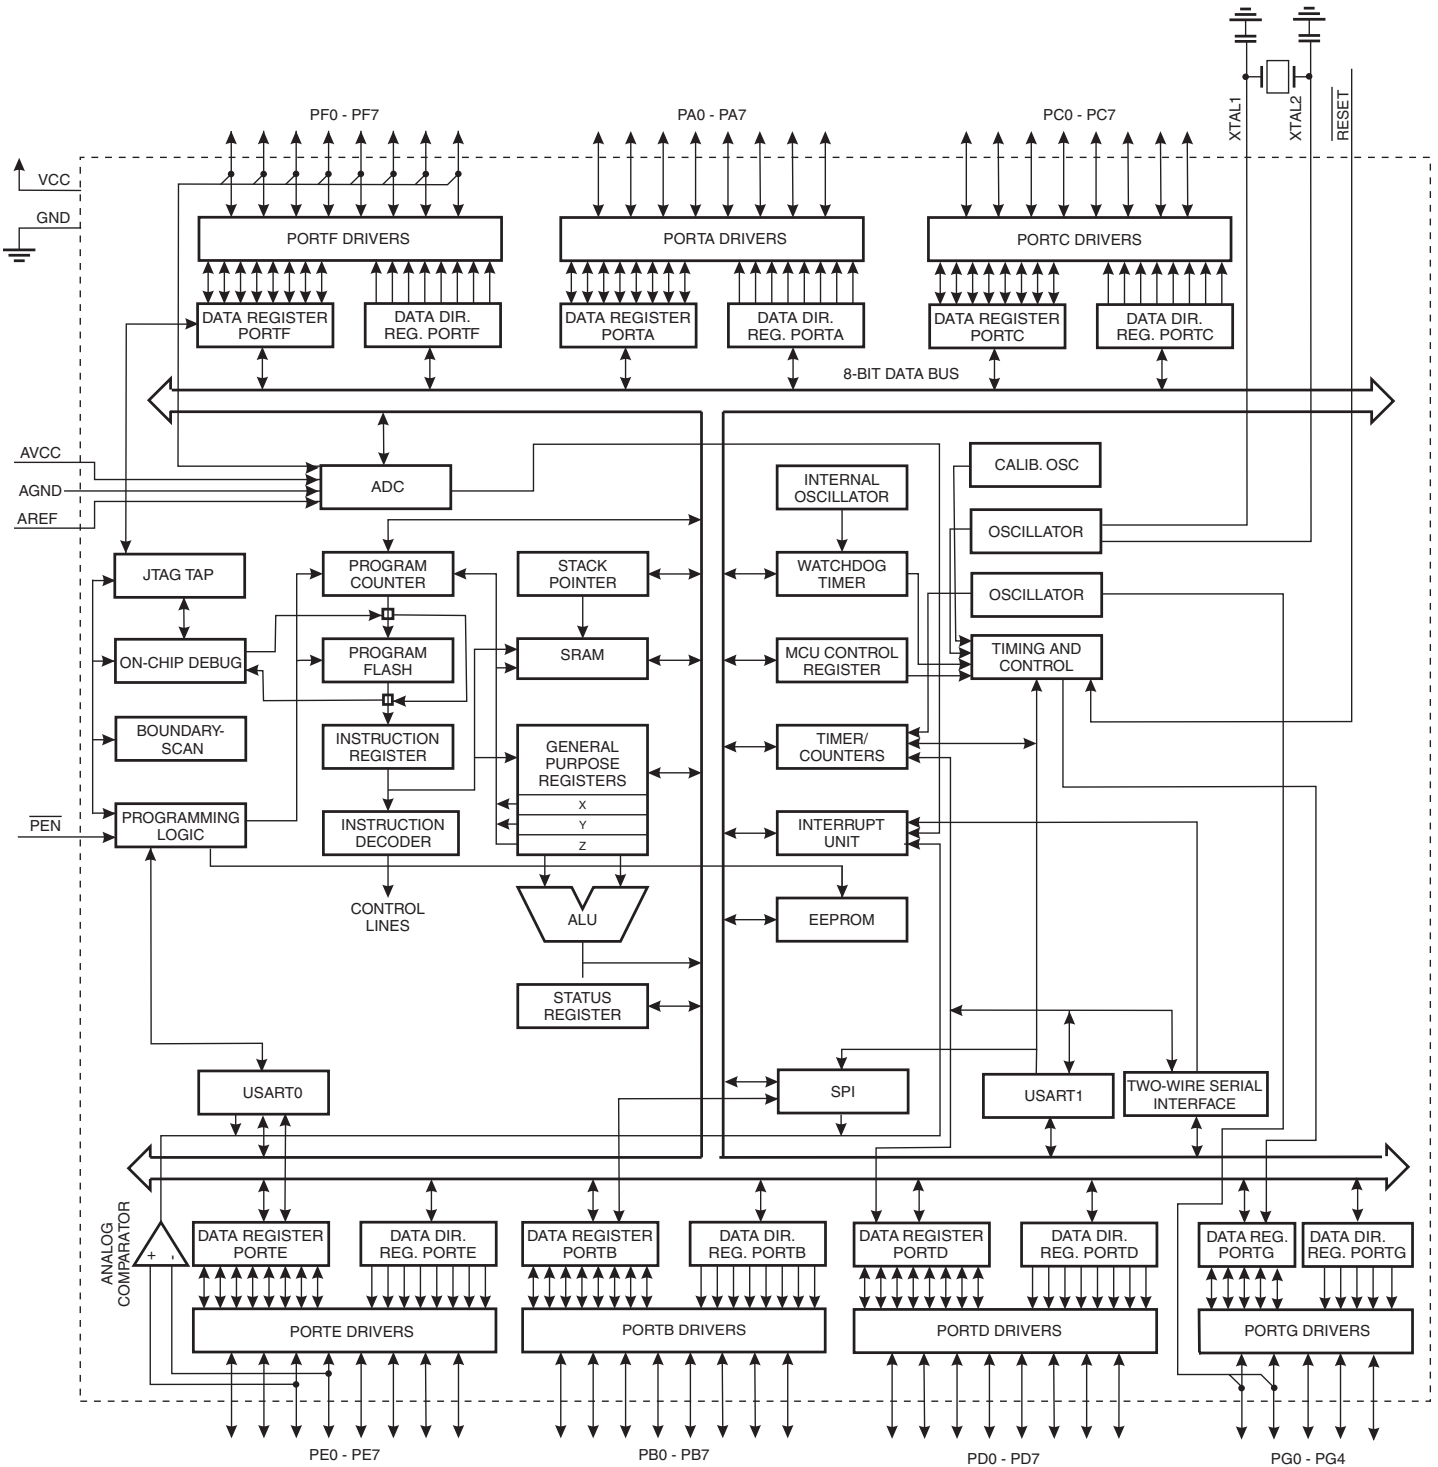 XTAL1
XTAL2
RESET
PF0 - PF7
PA0 - PA7
PC0 - PC7
VCC
GND
PORTF DRIVERS
PORTA DRIVERS
PORTC DRIVERS
DATA REGISTER
PORTF
DATA DIR.
REG. PORTF
DATA REGISTER
PORTA
DATA DIR.
REG. PORTA
DATA REGISTER
PORTC
DATA DIR.
REG. PORTC
8-BIT DATA BUS
AVCC
AGND
AREF
ADC
INTERNAL
OSCILLATOR
CALIB. OSC
OSCILLATOR
JTAG TAP
PROGRAM
COUNTER
STACK
POINTER
WATCHDOG
TIMER
OSCILLATOR
ON-CHIP DEBUG
PROGRAM
FLASH
SRAM
MCU CONTROL
REGISTER
TIMING AND
CONTROL
BOUNDARY-
SCAN
INSTRUCTION
REGISTER
GENERAL
PURPOSE
REGISTERS
X
Y
Z
TIMER/
COUNTERS
PEN
PROGRAMMING
LOGIC
INSTRUCTION
DECODER
INTERRUPT
UNIT
CONTROL
LINES
ALU
EEPROM
STATUS
REGISTER
USART0
SPI
USART1
TWO-WIRE SERIAL
INTERFACE
ANALOG
COMPARATOR
+
-
DATA REGISTER
PORTE
DATA DIR.
REG. PORTE
DATA REGISTER
PORTB
DATA DIR.
REG. PORTB
DATA REGISTER
PORTD
DATA DIR.
REG. PORTD
DATA REG.
PORTG
DATA DIR.
REG. PORTG
PORTE DRIVERS
PORTB DRIVERS
PORTD DRIVERS
PORTG DRIVERS
PE0 - PE7
PB0 - PB7
PD0 - PD7
PG0 - PG4